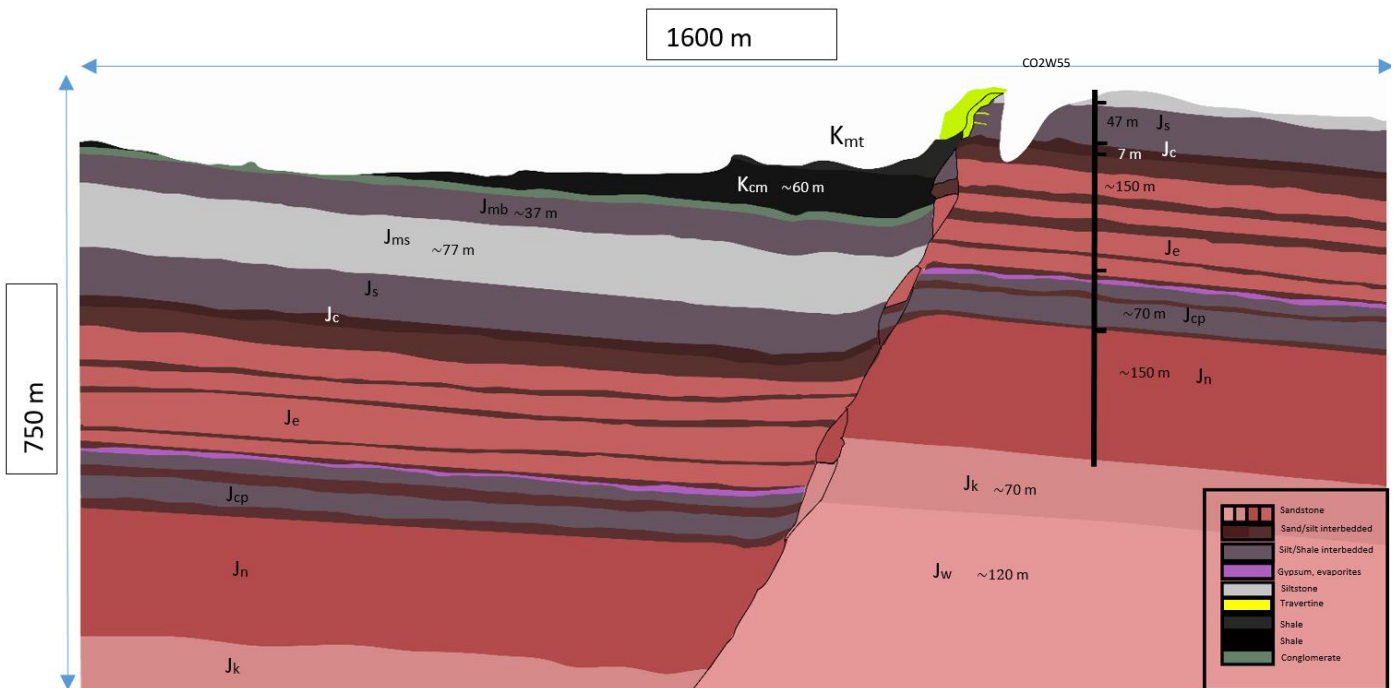 1600 m
CO2W55
750 m
Kmt
47 m Js
7 m Jc
~150 m
Kcm ~60 m
Jmb ~37 m
Jms ~77 m
Je
Js
Jc
~70 m Jcp
~150 m Jn
Je
Jk ~70 m
Jcp
Jn
Jw ~120 m
Jk
Sandstone
Sand/silt interbedded
Silt/Shale interbedded
Gypsum, evaporites
Siltstone
Travertine
Shale
Shale
Conglomerate